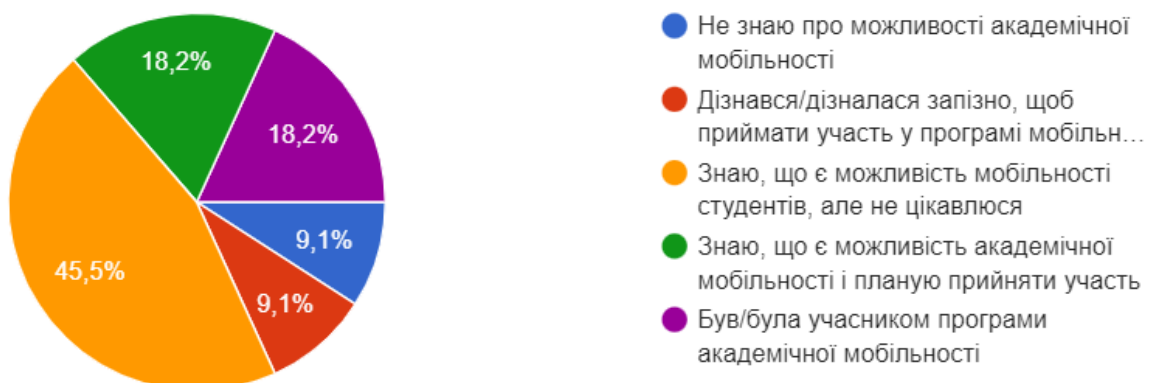 18,2%
18,2%
9,1%
9,1%
45,5%
Не знаю про можливості академічної
мобільності
Дізнався/дізналася запізно, щоб
приймати участь у програмі мобільн…
Знаю, що є можливість мобільності
студентів, але не цікавлюся
Знаю, що є можливість академічної
мобільності і планую прийняти участь
Був/була учасником програми
академічної мобільності